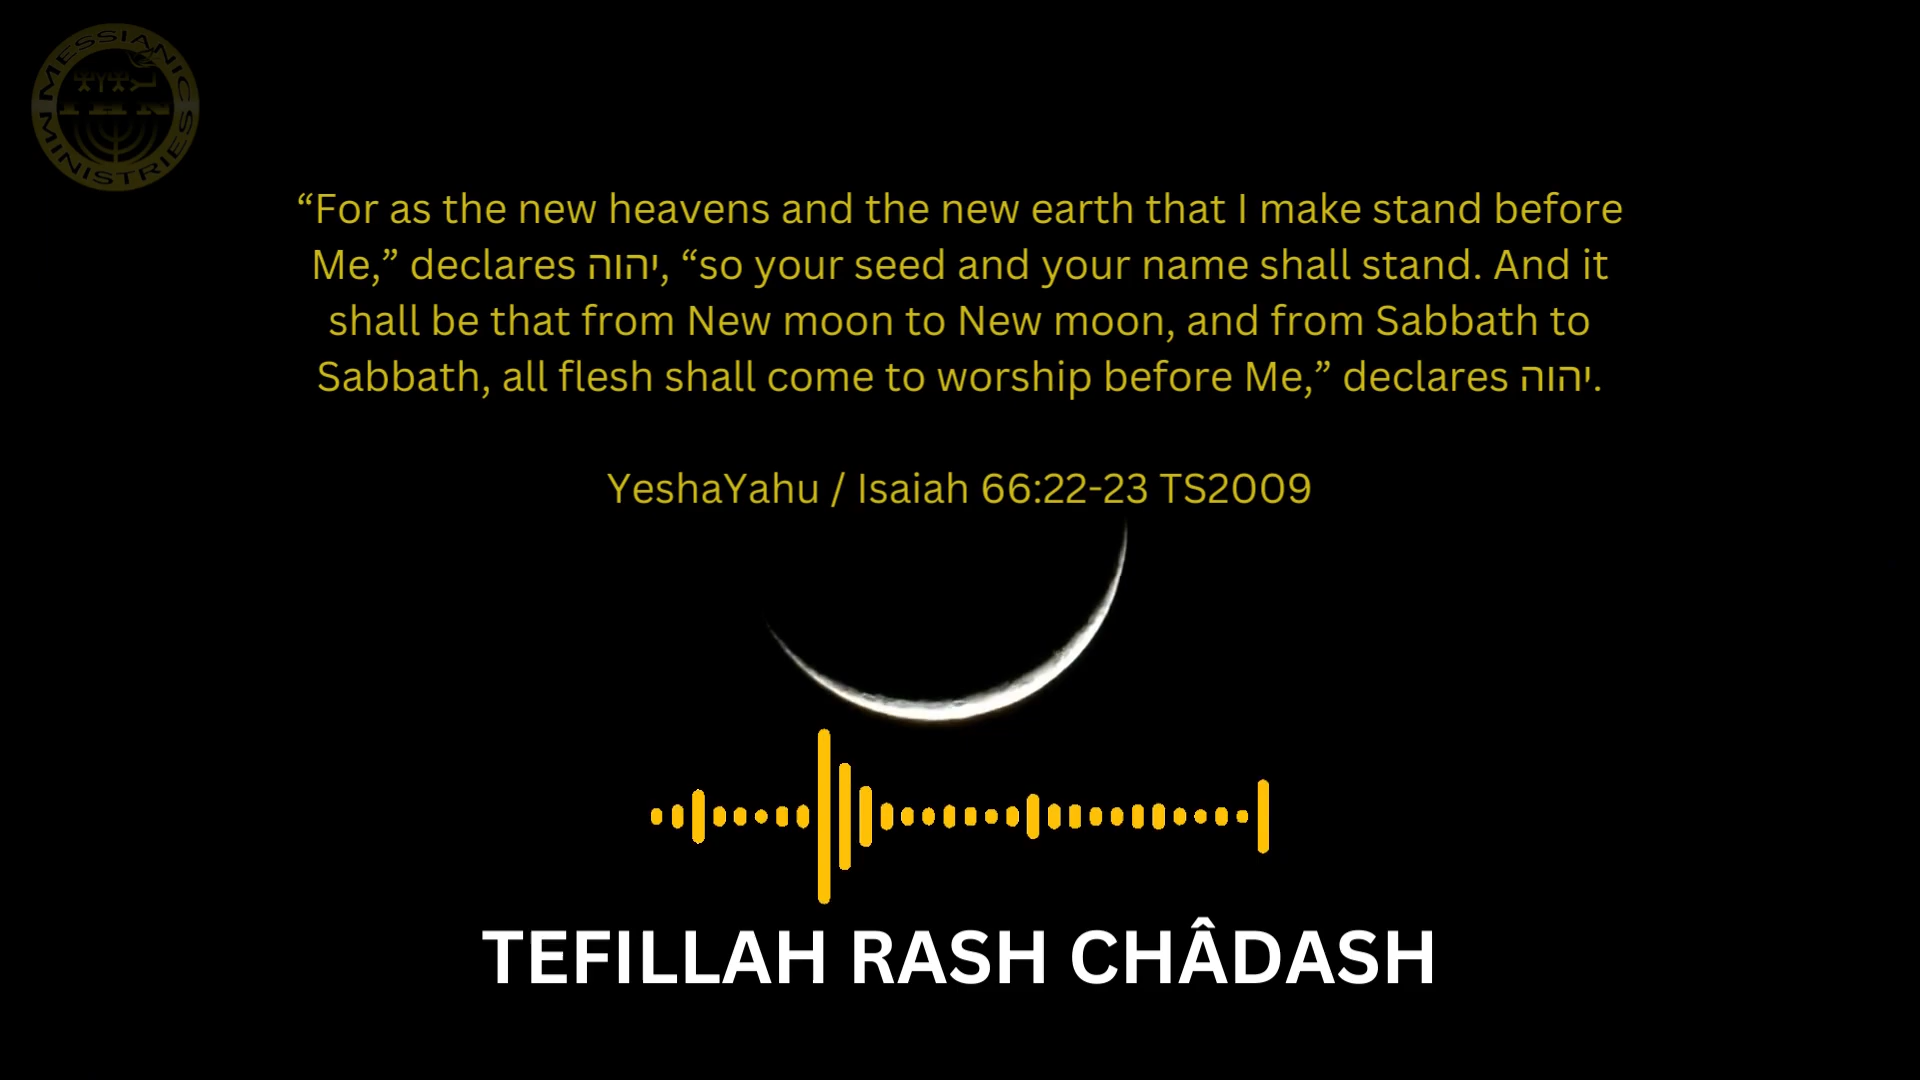 MESSIANIC
IHN
MINISTRIES
“For as the new heavens and the new earth that I make stand before
Me,” declares יהוה, “so your seed and your name shall stand. And it
shall be that from New moon to New moon, and from Sabbath to
Sabbath, all flesh shall come to worship before Me,” declares יהוה.
YeshaYahu / Isaiah 66:22-23 TS2009
TEFILLAH RASH CHÂDASH